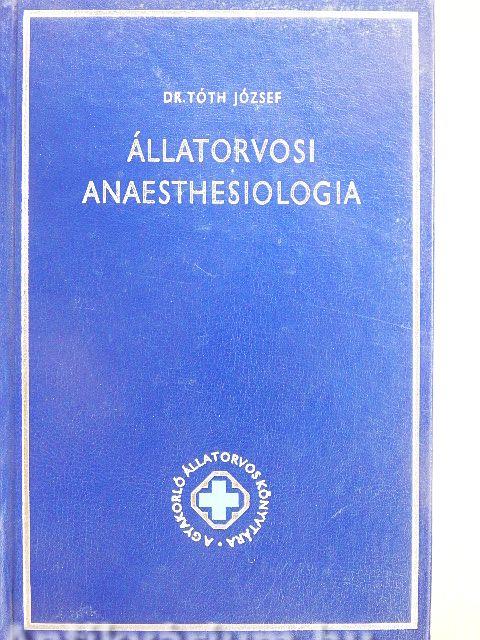 DR. TÓTH JÓZSEF
ÁLLATORVOSI
ANAESTHESIOLOGIA
A GYAKORLÓ ÁLLATORVOS KÖNYVTÁRA •